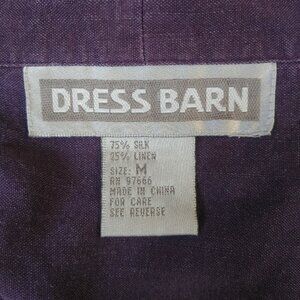 DRESS BARN
75% SILK
25% LINEN
SIZE: M
RN 97666
MADE IN CHINA
FOR CARE
SEE REVERSE